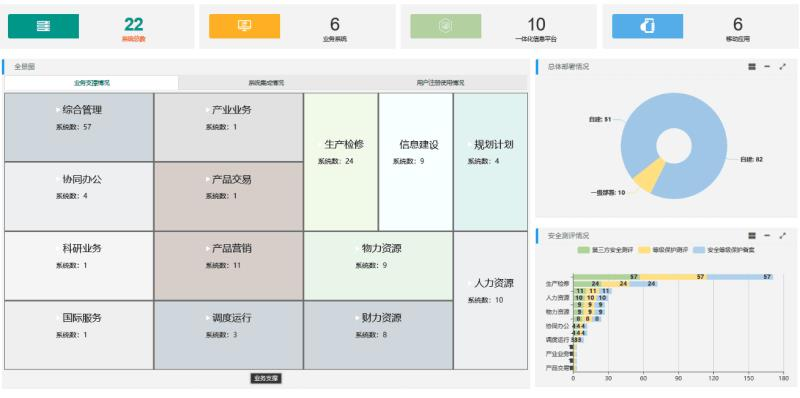 22
系统总数
6
业务系统
10
一体化信息平台
6
移动应用
全景图
业务支撑情况
系统集成情况
用户注册使用情况
综合管理
系统数：57
产业业务
系统数：1
生产检修
系统数：24
信息建设
系统数：9
规划计划
系统数：4
协同办公
系统数：4
产品交易
系统数：1
科研业务
系统数：1
产品营销
系统数：11
物力资源
系统数：9
人力资源
系统数：10
国际服务
系统数：1
调度运行
系统数：3
财力资源
系统数：8
业务支撑
总体部署情况
自建: 51
自建: 82
一级部署: 10
安全测评情况
第三方安全测评
等级保护测评
安全等级保护备案
57 57 57
生产检修 24 24 24
11 11 11
人力资源 10 10 10
9 9 9
物力资源 9 9 9
8 8 8
协同办公 4 4 4
4 4 4
调度运行 3 3 3
产业业务
产品交易
0 30 60 90 120 150 180